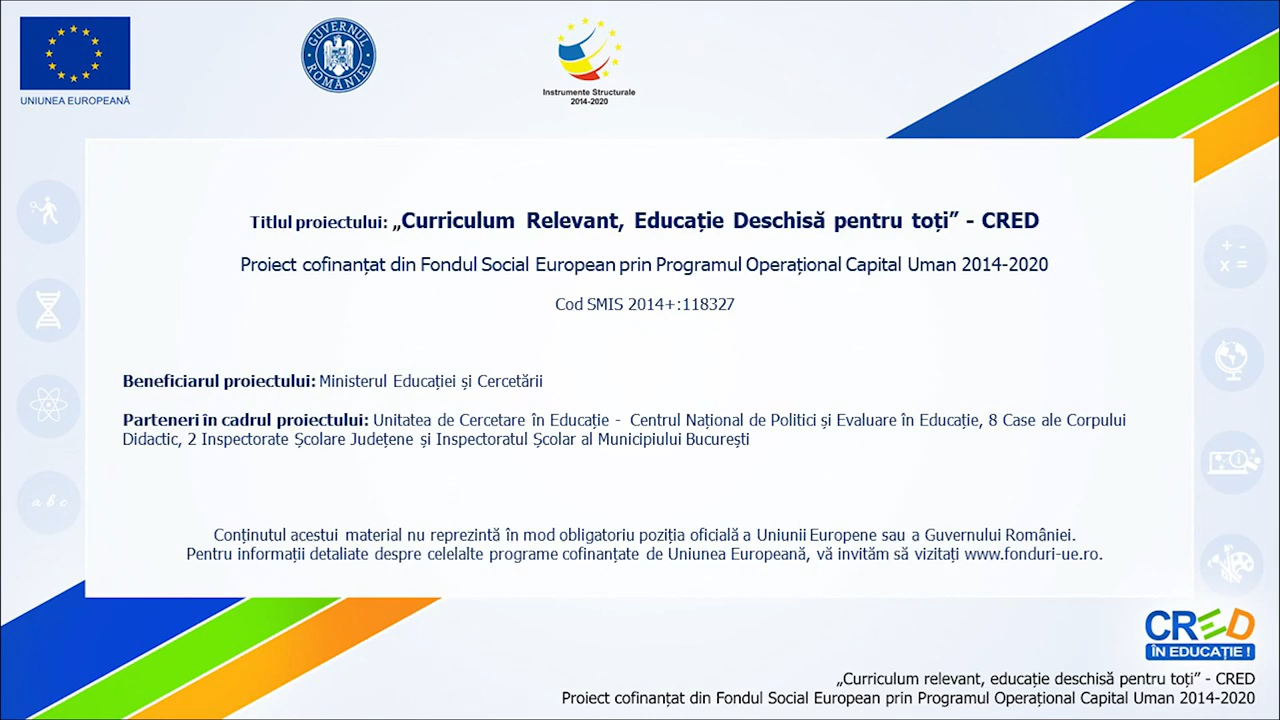 UNIUNEA EUROPEANĂ
GUVERNUL ROMÂNIEI
Instrumente Structurale
2014-2020
Titlul proiectului: „Curriculum Relevant, Educație Deschisă pentru toți” - CRED
Proiect cofinanțat din Fondul Social European prin Programul Operațional Capital Uman 2014-2020
Cod SMIS 2014+:118327
+ -
x =
Beneficiarul proiectului: Ministerul Educației și Cercetării
Parteneri în cadrul proiectului: Unitatea de Cercetare în Educație - Centrul Național de Politici și Evaluare în Educație, 8 Case ale Corpului
Didactic, 2 Inspectorate Școlare Județene și Inspectoratul Școlar al Municipiului București
a b c
Conținutul acestui material nu reprezintă în mod obligatoriu poziția oficială a Uniunii Europene sau a Guvernului României.
Pentru informații detaliate despre celelalte programe cofinanțate de Uniunea Europeană, vă invităm să vizitați www.fonduri-ue.ro.
CRED
ÎN EDUCAȚIE !
„Curriculum relevant, educație deschisă pentru toți” - CRED
Proiect cofinanțat din Fondul Social European prin Programul Operațional Capital Uman 2014-2020